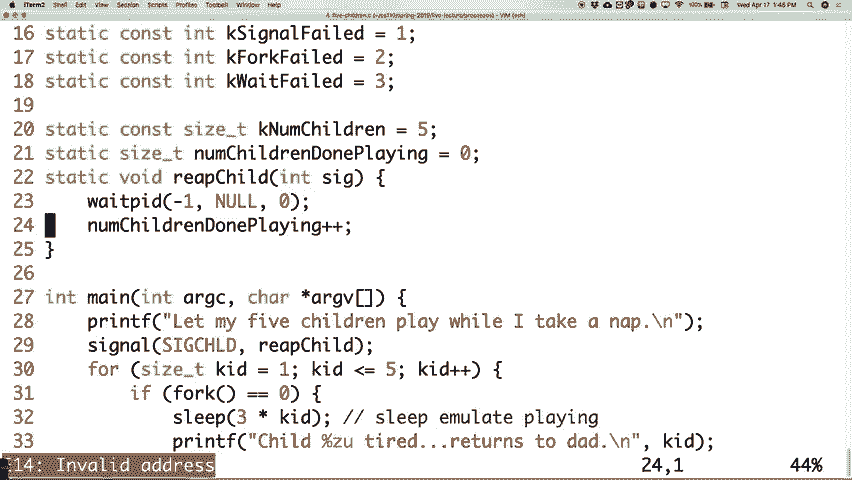 iTerm2 Shell Edit View Session Scripts Profiles Toolbelt Window Help 100% Wed Apr 17 1:46 PM
16 static const int kSignalFailed = 1;
17 static const int kForkFailed = 2;
18 static const int kWaitFailed = 3;
19
20 static const size_t kNumChildren = 5;
21 static size_t numChildrenDonePlaying = 0;
22 static void reapChild(int sig) {
23     waitpid(-1, NULL, 0);
24     numChildrenDonePlaying++;
25 }
26
27 int main(int argc, char *argv[]) {
28     printf("Let my five children play while I take a nap.\n");
29     signal(SIGCHLD, reapChild);
30     for (size_t kid = 1; kid <= 5; kid++) {
31         if (fork() == 0) {
32             sleep(3 * kid); // sleep emulate playing
33             printf("Child %zu tired...returns to dad.\n", kid);
E14: Invalid address 24,1 44%